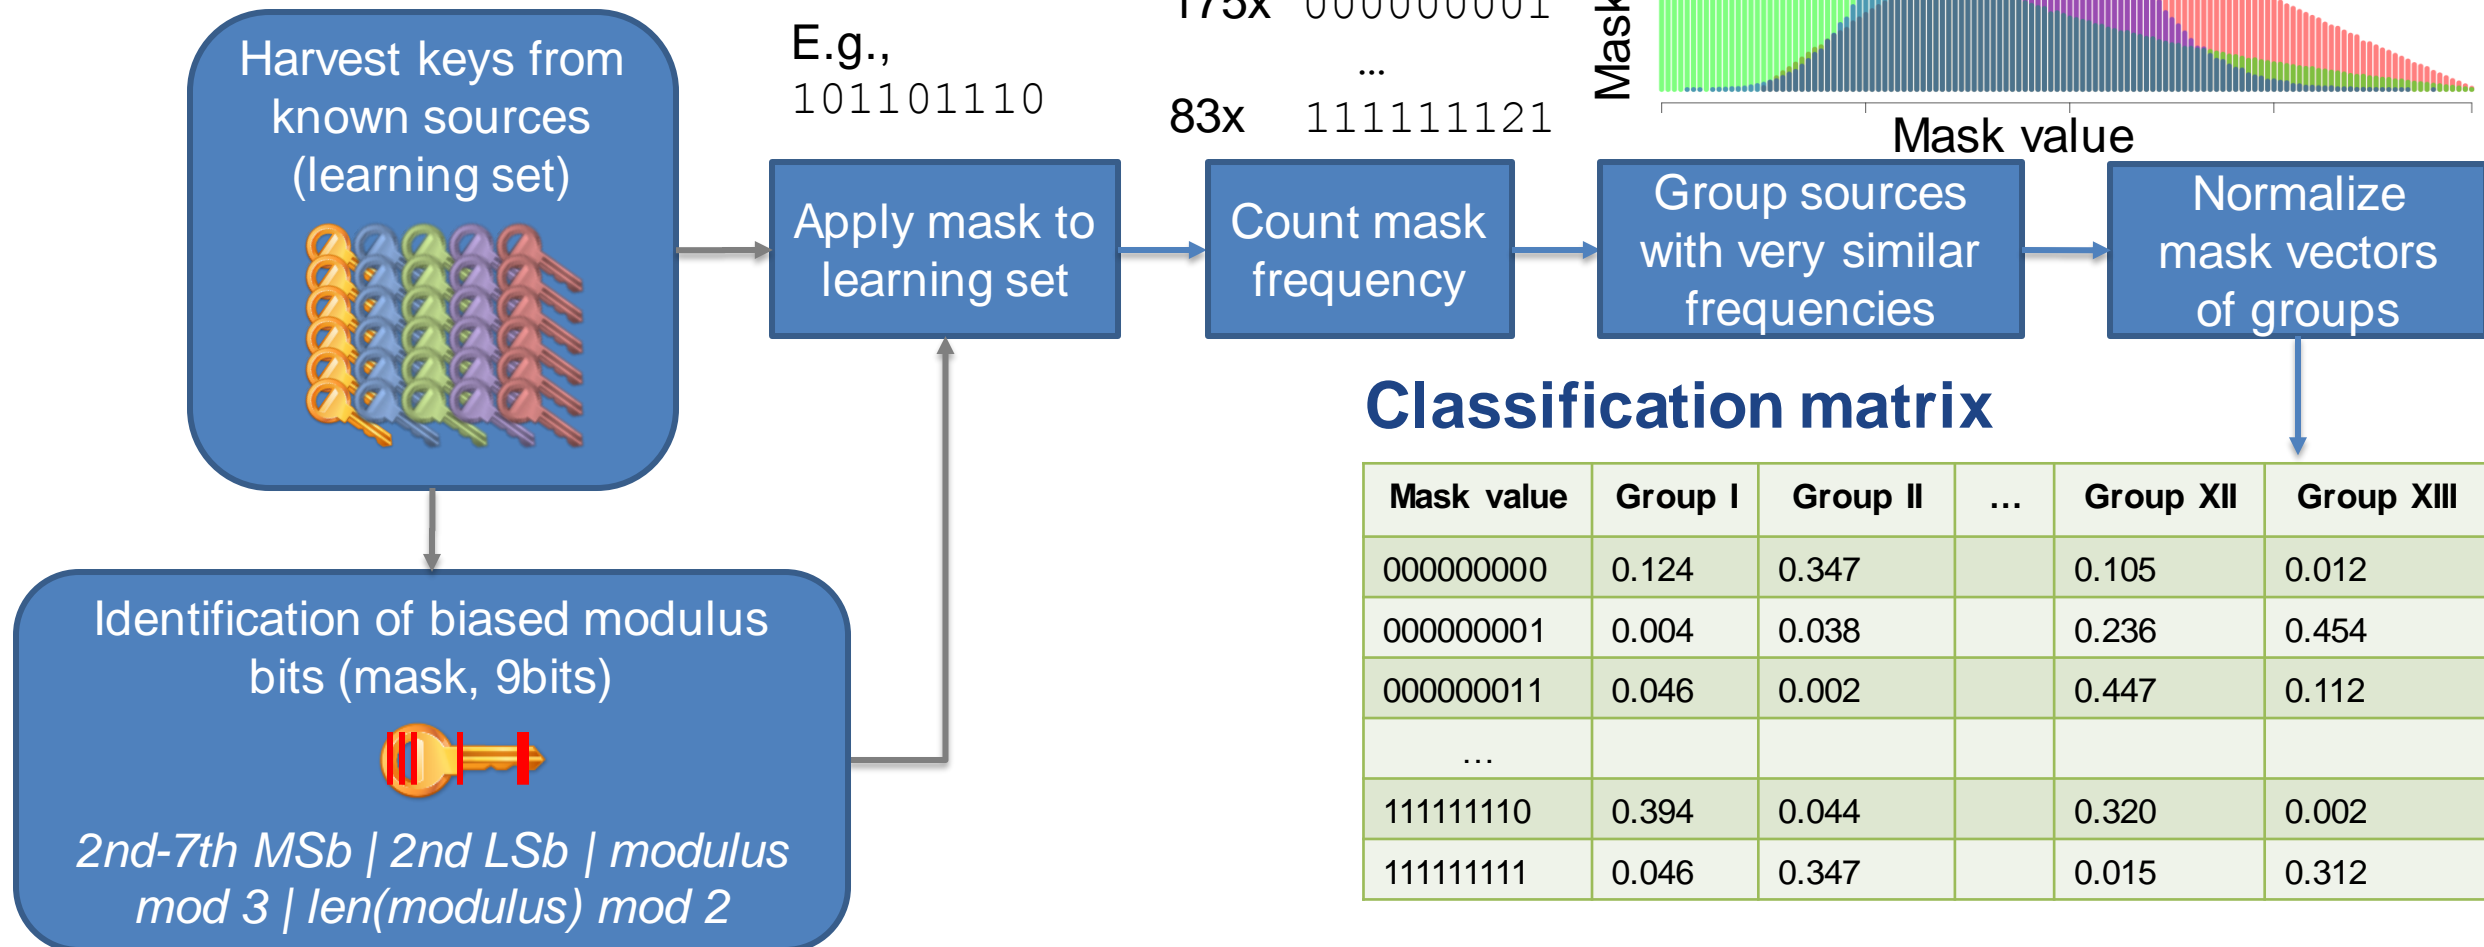 Harvest keys from
known sources
(learning set)
E.g.,
101101110
175x 000000001
...
83x 111111121
Mask
Mask value
Apply mask to
learning set
Count mask
frequency
Group sources
with very similar
frequencies
Normalize
mask vectors
of groups
Identification of biased modulus
bits (mask, 9bits)
2nd-7th MSb | 2nd LSb | modulus
mod 3 | len(modulus) mod 2
Classification matrix
Mask value Group I Group II ... Group XII Group XIII
000000000 0.124 0.347 0.105 0.012
000000001 0.004 0.038 0.236 0.454
000000011 0.046 0.002 0.447 0.112
...
111111110 0.394 0.044 0.320 0.002
111111111 0.046 0.347 0.015 0.312